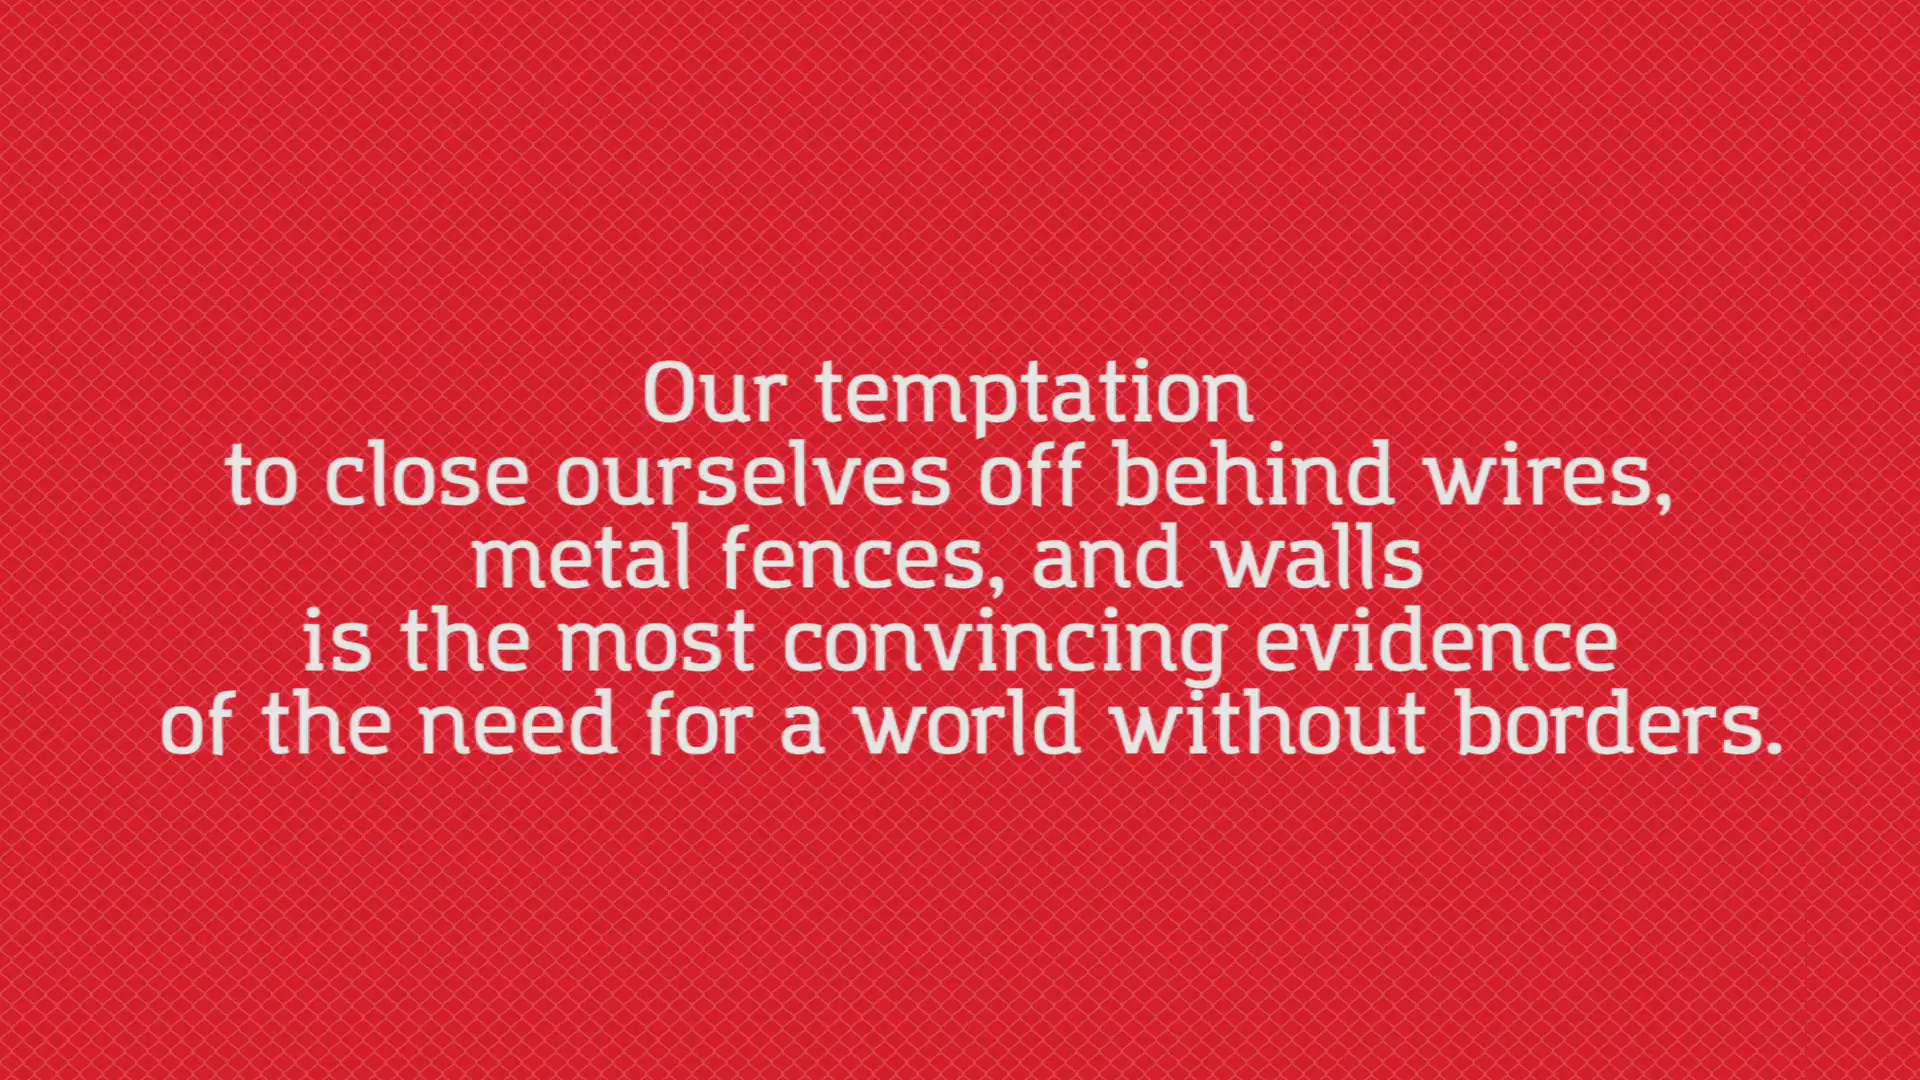 Our temptation
to close ourselves off behind wires,
metal fences, and walls
is the most convincing evidence
of the need for a world without borders.